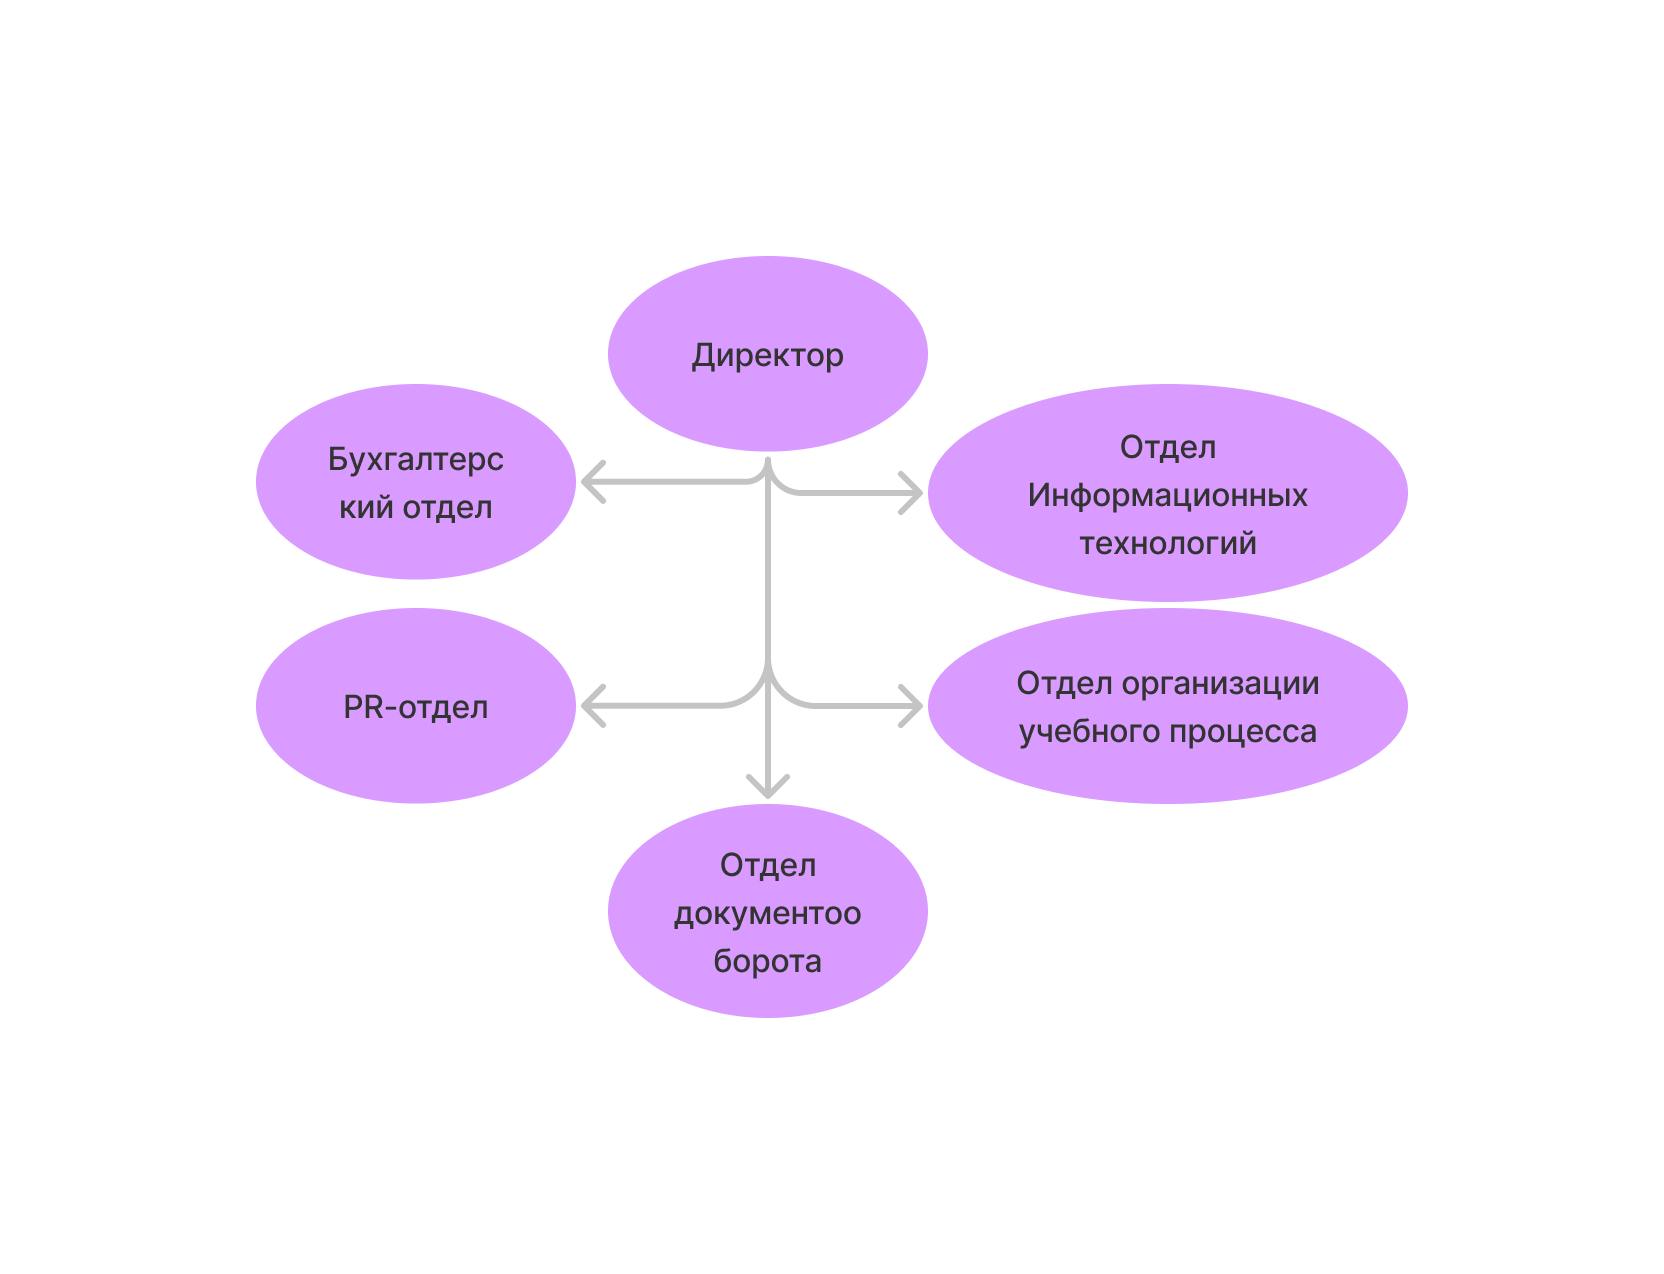 Директор
Бухгалтерс
кий отдел
Отдел
Информационных
технологий
PR-отдел
Отдел организации
учебного процесса
Отдел
документоо
борота